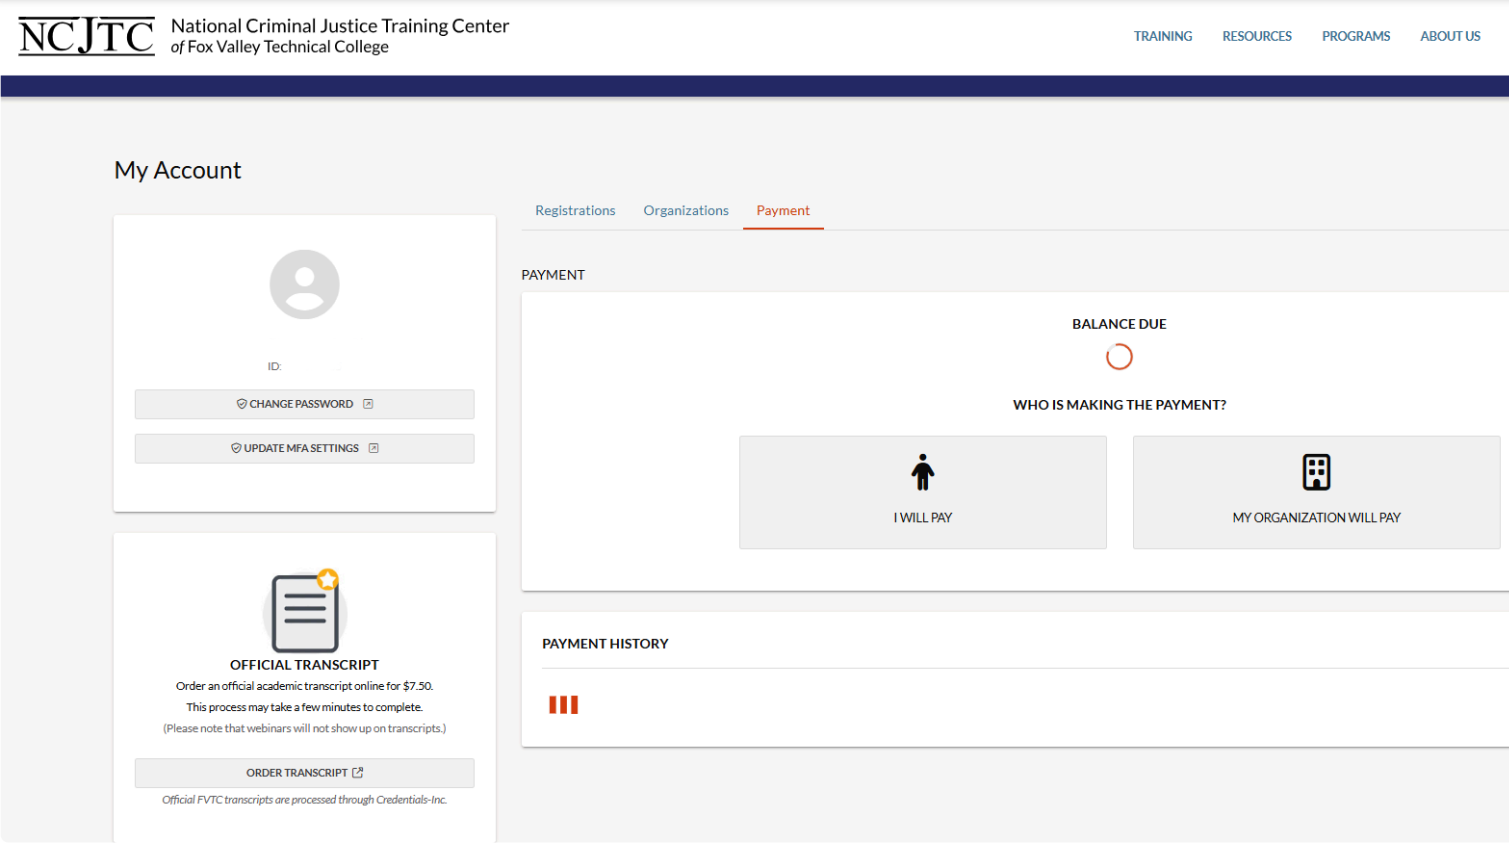 NCJTC
National Criminal Justice Training Center
of Fox Valley Technical College
TRAINING
RESOURCES
PROGRAMS
ABOUT US
My Account
Registrations
Organizations
Payment
ID:
CHANGE PASSWORD
UPDATE MFA SETTINGS
PAYMENT
BALANCE DUE
WHO IS MAKING THE PAYMENT?
I WILL PAY
MY ORGANIZATION WILL PAY
OFFICIAL TRANSCRIPT
Order an official academic transcript online for $7.50.
This process may take a few minutes to complete.
(Please note that webinars will not show up on transcripts.)
ORDER TRANSCRIPT
Official FVTC transcripts are processed through Credentials-Inc.
PAYMENT HISTORY